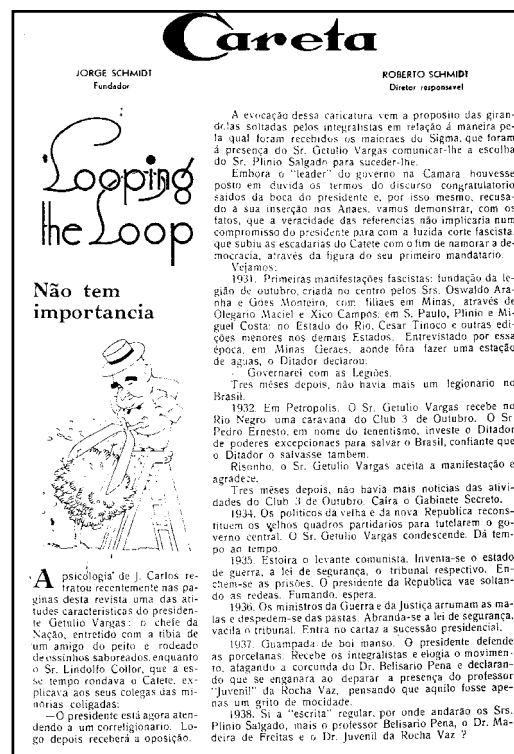 Careta
JORGE SCHMIDT
Fundador
ROBERTO SCHMIDT
Diretor responsavel
Looping
the Loop
Não tem
importancia
A psicologia de J. Carlos re-
tratou recentemente nas pa-
ginas desta revista uma das ati-
tudes caracteristicas do presiden-
te Getulio Vargas: o chefe da
Nação, entretido com a tibia de
um amigo do peito e rodeado
de ossinhos saboreados, enquanto
o Sr. Lindolfo Collor, que a es-
se tempo rondava o Catete, ex-
plicava aos seus colegas das mi-
norias coligadas:
—O presidente está agora aten-
dendo a um correligionario. Lo-
go depois receberá a oposição.
A evocação dessa caricatura vem a proposito das giran-
dolas soltadas pelos integralistas em relação á maneira pe-
la qual foram recebidos os maioraes do Sigma, que foram
á presença do Sr. Getulio Vargas comunicar-lhe a escolha
do Sr. Plinio Salgado para suceder-lhe.
Embora o "leader" do governo na Camara houvesse
posto em duvida os termos do discurso congratulatorio
saidos da boca do presidente e, por isso mesmo, recusa-
do a sua inserção nos Anaes, vamos demonstrar, com os
fatos, que a veracidade das referencias não implicaria num
compromisso do presidente para com a luzida corte fascista,
que subiu as escadarias do Catete com o fim de namorar a de-
mocracia, através da figura do seu primeiro mandatario.
Vejamos:
1931. Primeiras manifestações fascistas: fundação da le-
gião de outubro, criada no centro pelos Srs. Oswaldo Ara-
nha e Góes Monteiro, com filiaes em Minas, através de
Olegario Maciel e Xico Campos; em S. Paulo, Plinio e Mi-
guel Costa; no Estado do Rio, Cesar Tinoco e outras edi-
ções menores nos demais Estados. Entrevistado por essa
época, em Minas Geraes, aonde fôra fazer uma estação
de aguas, o Ditador declarou:
- Governarei com as Legiões.
Tres mêses depois, não havia mais um legionario no
Brasil.
1932. Em Petropolis. O Sr. Getulio Vargas recebe no
Rio Negro uma caravana do Club 3 de Outubro. O Sr.
Pedro Ernesto, em nome do tenentismo, investe o Ditador
de poderes excepcionaes para salvar o Brasil, confiante que
o Ditador o salvasse tambem.
Risonho, o Sr. Getulio Vargas aceita a manifestação e
agradece.
Tres mêses depois, não havia mais noticias das ativi-
dades do Club 3 de Outubro. Caira o Gabinete Secreto.
1934. Os politicos da velha e da nova Republica recons-
tituem os velhos quadros partidarios para tutelarem o go-
verno central. O Sr. Getulio Vargas condescende. Dá tem-
po ao tempo.
1935. Estoira o levante comunista. Inventa-se o estado
de guerra, a lei de segurança, o tribunal respectivo. En-
chem-se as prisões. O presidente da Republica vae soltan-
do as redeas. Fumando, espera.
1936. Os ministros da Guerra e da Justiça arrumam as ma-
las e despedem-se das pastas. Abranda-se a lei de segurança,
vacila o tribunal. Entra no cartaz a sucessão presidencial.
1937. Guampada de boi manso. O presidente defende
as porcelanas. Recebe os integralistas e elogia o movimen-
to, afagando a corcunda do Dr. Belisario Pena e declaran-
do que se enganara ao deparar a presença do professor
"Juvenil" da Rocha Vaz, pensando que aquilo fosse ape-
nas um grito de mocidade.
1938. Si a "escrita" regular, por onde andarão os Srs.
Plinio Salgado, mais o professor Belisario Pena, o Dr. Ma-
deira de Freitas e o Dr. Juvenil da Rocha Vaz ?